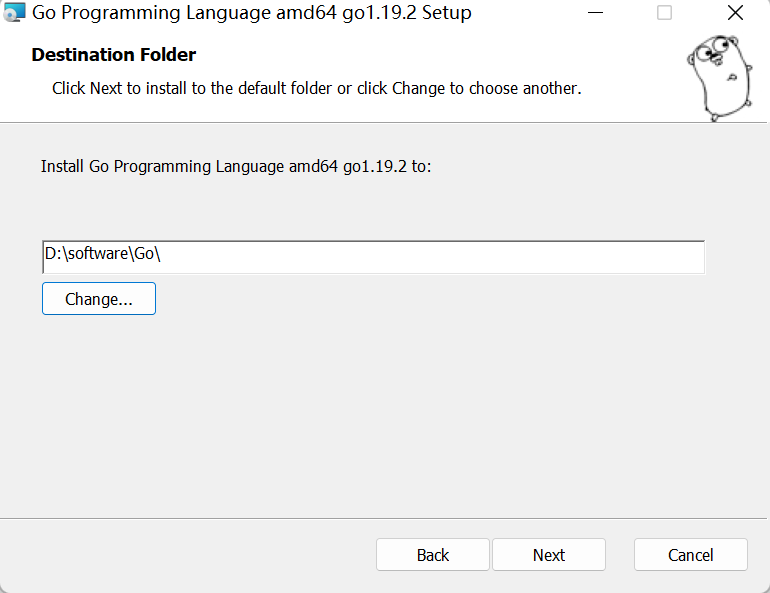 Go Programming Language amd64 go1.19.2 Setup
Destination Folder
Click Next to install to the default folder or click Change to choose another.
Install Go Programming Language amd64 go1.19.2 to:
D:\software\Go\
Change...
Back Next Cancel